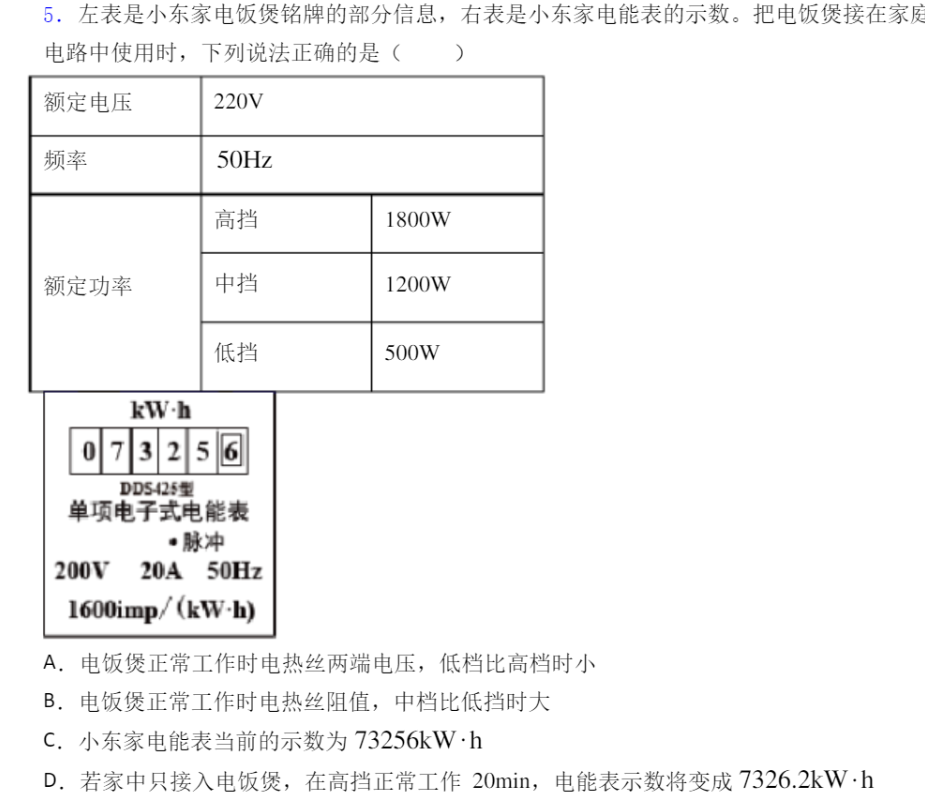 5．左表是小东家电饭煲铭牌的部分信息，右表是小东家电能表的示数。把电饭煲接在家庭
电路中使用时，下列说法正确的是（　　）
额定电压 220V
频率 50Hz
额定功率 高挡 1800W
中挡 1200W
低挡 500W
kW·h
0 7 3 2 5 6
DDS425型
单项电子式电能表
•脉冲
200V 20A 50Hz
1600imp/(kW·h)
A．电饭煲正常工作时电热丝两端电压，低档比高档时小
B．电饭煲正常工作时电热丝阻值，中档比低挡时大
C．小东家电能表当前的示数为 73256kW·h
D．若家中只接入电饭煲，在高挡正常工作 20min，电能表示数将变成 7326.2kW·h